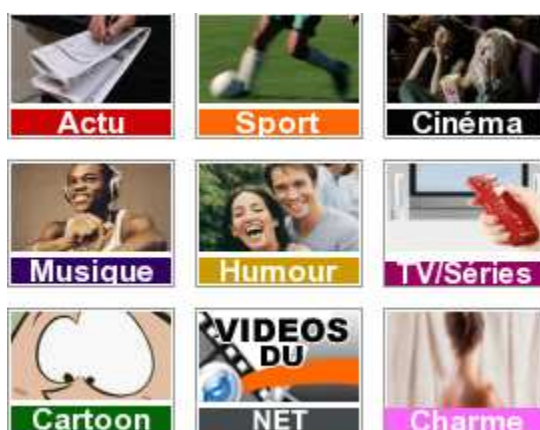 Actu
Sport
Cinéma
Musique
Humour
TV/Séries
Cartoon
VIDEOS
DU
NET
Charme